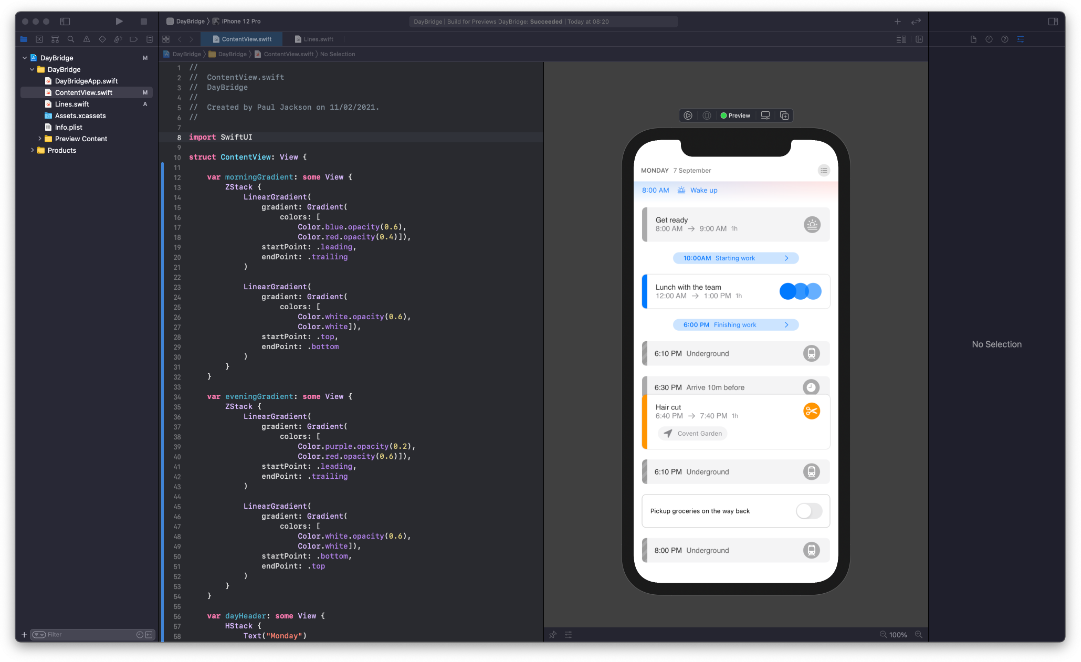 DayBridge
iPhone 12 Pro
DayBridge | Build for Previews DayBridge: Succeeded | Today at 08:20
ContentView.swift
Lines.swift
DayBridge
DayBridge
ContentView.swift
No Selection
DayBridge M
DayBridge
DayBridgeApp.swift
ContentView.swift M
Lines.swift A
Assets.xcassets
Info.plist
Preview Content
Products
Filter
1 //
2 //  ContentView.swift
3 //  DayBridge
4 //
5 //  Created by Paul Jackson on 11/02/2021.
6 //
7
8 import SwiftUI
9
10 struct ContentView: View {
11
12 var morningGradient: some View {
13 ZStack {
14 LinearGradient(
15 gradient: Gradient(
16 colors: [
17 Color.blue.opacity(0.6),
18 Color.red.opacity(0.4)]),
19 startPoint: .leading,
20 endPoint: .trailing
21 )
22
23 LinearGradient(
24 gradient: Gradient(
25 colors: [
26 Color.white.opacity(0.6),
27 Color.white]),
28 startPoint: .top,
29 endPoint: .bottom
30 )
31 }
32 }
33
34 var eveningGradient: some View {
35 ZStack {
36 LinearGradient(
37 gradient: Gradient(
38 colors: [
39 Color.purple.opacity(0.2),
40 Color.red.opacity(0.6)]),
41 startPoint: .leading,
42 endPoint: .trailing
43 )
44
45 LinearGradient(
46 gradient: Gradient(
47 colors: [
48 Color.white.opacity(0.6),
49 Color.white]),
50 startPoint: .bottom,
51 endPoint: .top
52 )
53 }
54 }
55
56 var dayHeader: some View {
57 HStack {
58 Text("Monday")
Preview
MONDAY 7 September
8:00 AM Wake up
Get ready
8:00 AM → 9:00 AM 1h
10:00AM Starting work
Lunch with the team
12:00 AM → 1:00 PM 1h
6:00 PM Finishing work
6:10 PM Underground
6:30 PM Arrive 10m before
Hair cut
6:40 PM → 7:40 PM 1h
Covent Garden
6:10 PM Underground
Pickup groceries on the way back
8:00 PM Underground
100%
No Selection